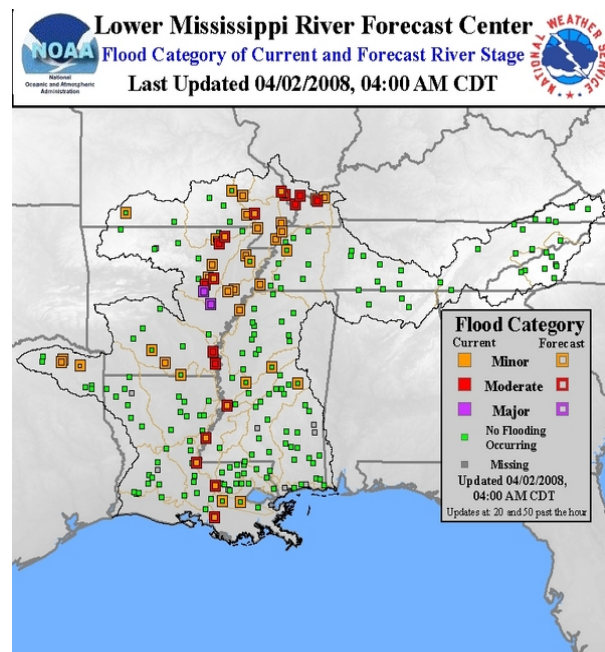 Lower Mississippi River Forecast Center
Flood Category of Current and Forecast River Stage
Last Updated 04/02/2008, 04:00 AM CDT
NOAA
National
Oceanic and Atmospheric
Administration
NATIONAL WEATHER SERVICE
Flood Category
Current Forecast
Minor
Moderate
Major
No Flooding
Occurring
Missing
Updated 04/02/2008,
04:00 AM CDT
Updates at: 20 and 50 past the hour